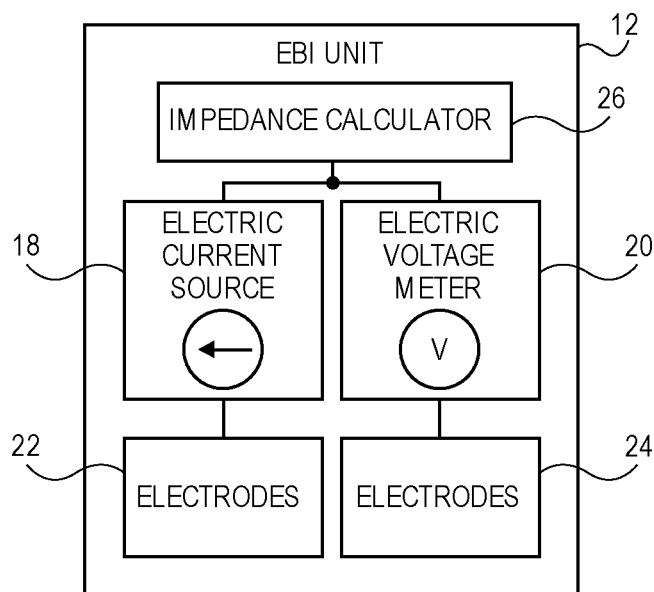 12
EBI UNIT
26
IMPEDANCE CALCULATOR
18
ELECTRIC
CURRENT
SOURCE
ELECTRIC
VOLTAGE
METER
20
V
22
ELECTRODES
24
ELECTRODES